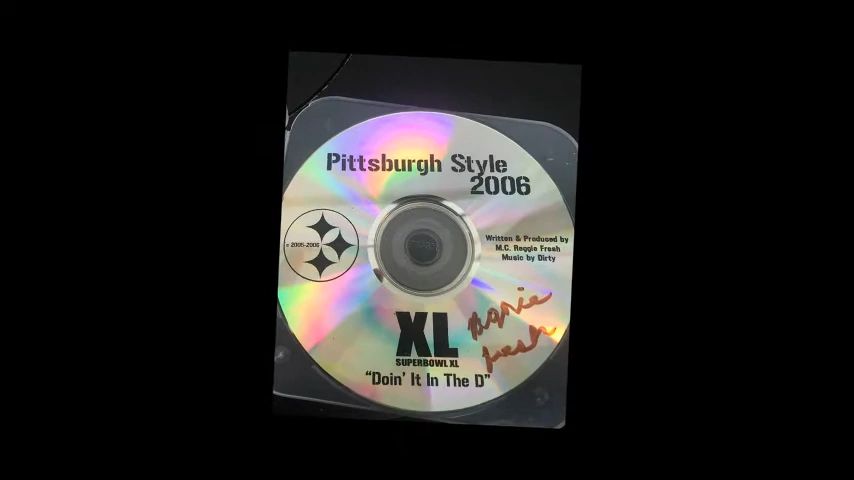 Pittsburgh Style
2006
© 2005-2006
Written & Produced by
M.C. Reggie Fresh
Music by Dirty
XL
SUPERBOWL XL
"Doin' It In The D"
Fresh